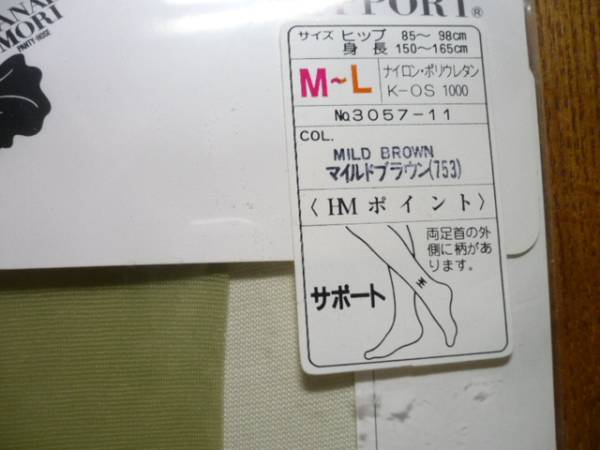 MORI
PANTY HOSE
PORT®
サイズ ヒップ 85～ 98cm
身長 150～165cm
M~L
ナイロン・ポリウレタン
K-OS 1000
No.3057-11
COL.
MILD BROWN
マイルドブラウン(753)
〈HMポイント〉
両足首の外
側に柄があ
ります。
サポート